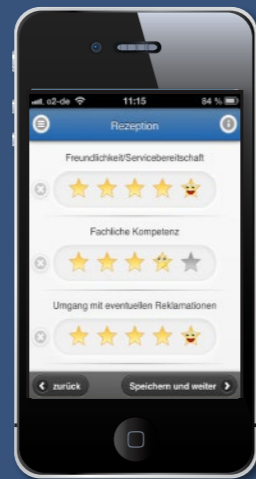 o2-de 11:15 84 %
Rezeption
Freundlichkeit/Servicebereitschaft
Fachliche Kompetenz
Umgang mit eventuellen Reklamationen
zurück Speichern und weiter